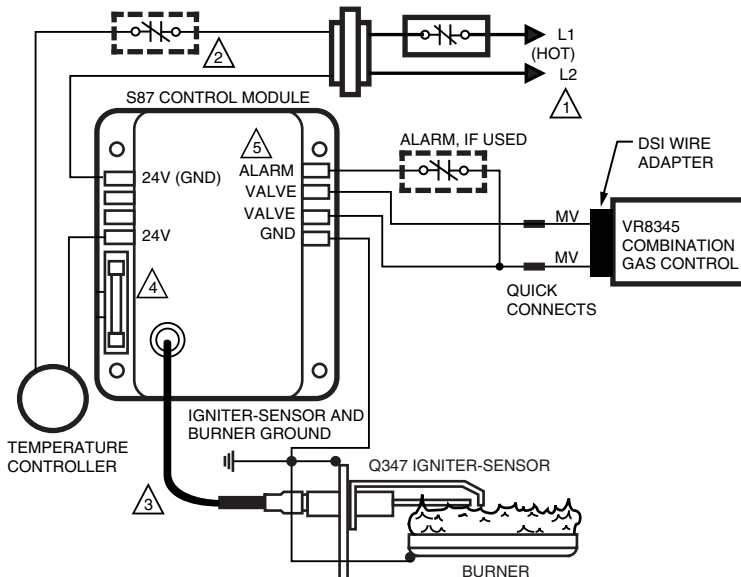 L1
(HOT)
2
L2
1
S87 CONTROL MODULE
5
ALARM, IF USED
DSI WIRE
ADAPTER
24V (GND)
ALARM
VALVE
VALVE
GND
24V
MV
MV
VR8345
COMBINATION
GAS CONTROL
QUICK
CONNECTS
4
IGNITER-SENSOR AND
BURNER GROUND
TEMPERATURE
CONTROLLER
3
Q347 IGNITER-SENSOR
BURNER